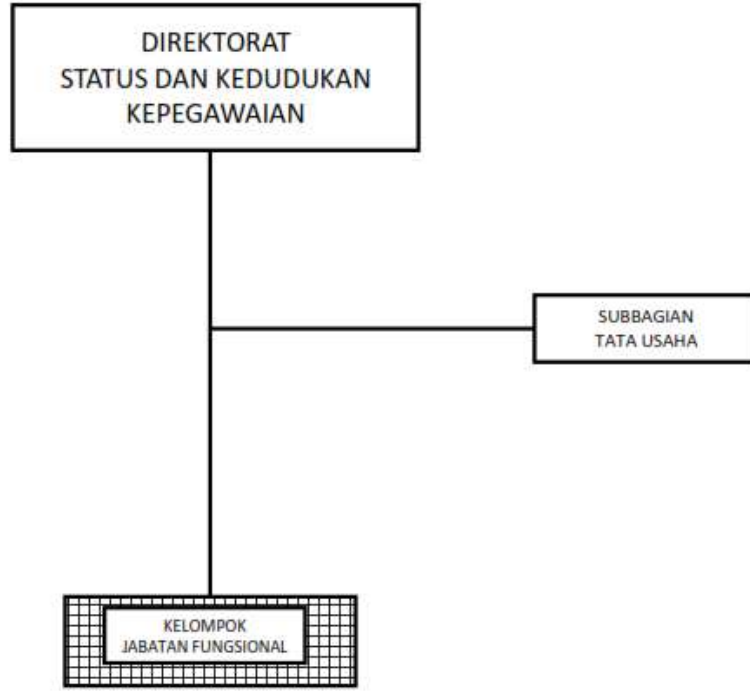 DIREKTORAT
STATUS DAN KEDUDUKAN
KEPEGAWAIAN
SUBBAGIAN
TATA USAHA
KELOMPOK
JABATAN FUNGSIONAL